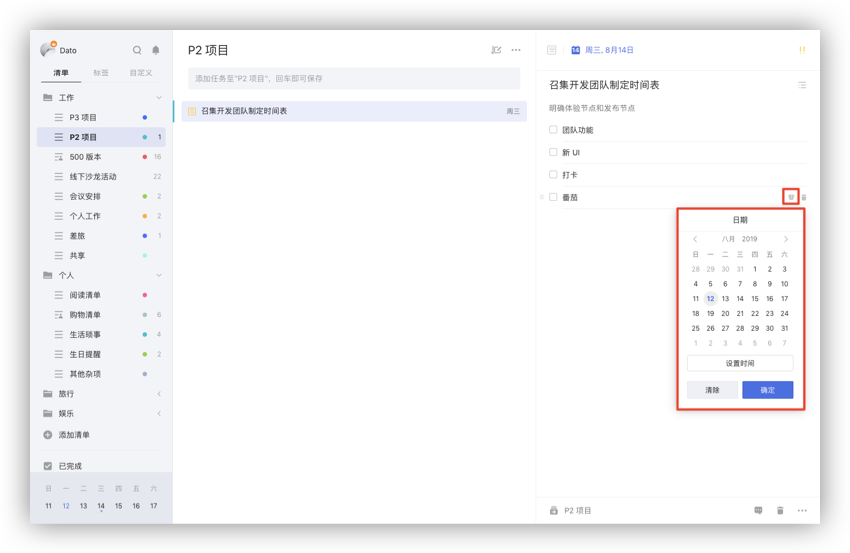 Dato
清单 标签 自定义
工作
P3 项目
P2 项目 1
500 版本 16
线下沙龙活动 22
会议安排 2
个人工作 2
差旅 1
共享
个人
阅读清单
购物清单 6
生活琐事 4
生日提醒 2
其他杂项
旅行
娱乐
添加清单
已完成
日 一 二 三 四 五 六
11 12 13 14 15 16 17
P2 项目
添加任务至"P2 项目"，回车即可保存
召集开发团队制定时间表 周三
14 周三, 8月14日 !!
召集开发团队制定时间表
明确体验节点和发布节点
团队功能
新 UI
打卡
番茄
日期
八月 2019
日 一 二 三 四 五 六
28 29 30 31 1 2 3
4 5 6 7 8 9 10
11 12 13 14 15 16 17
18 19 20 21 22 23 24
25 26 27 28 29 30 31
1 2 3 4 5 6 7
设置时间
清除 确定
P2 项目